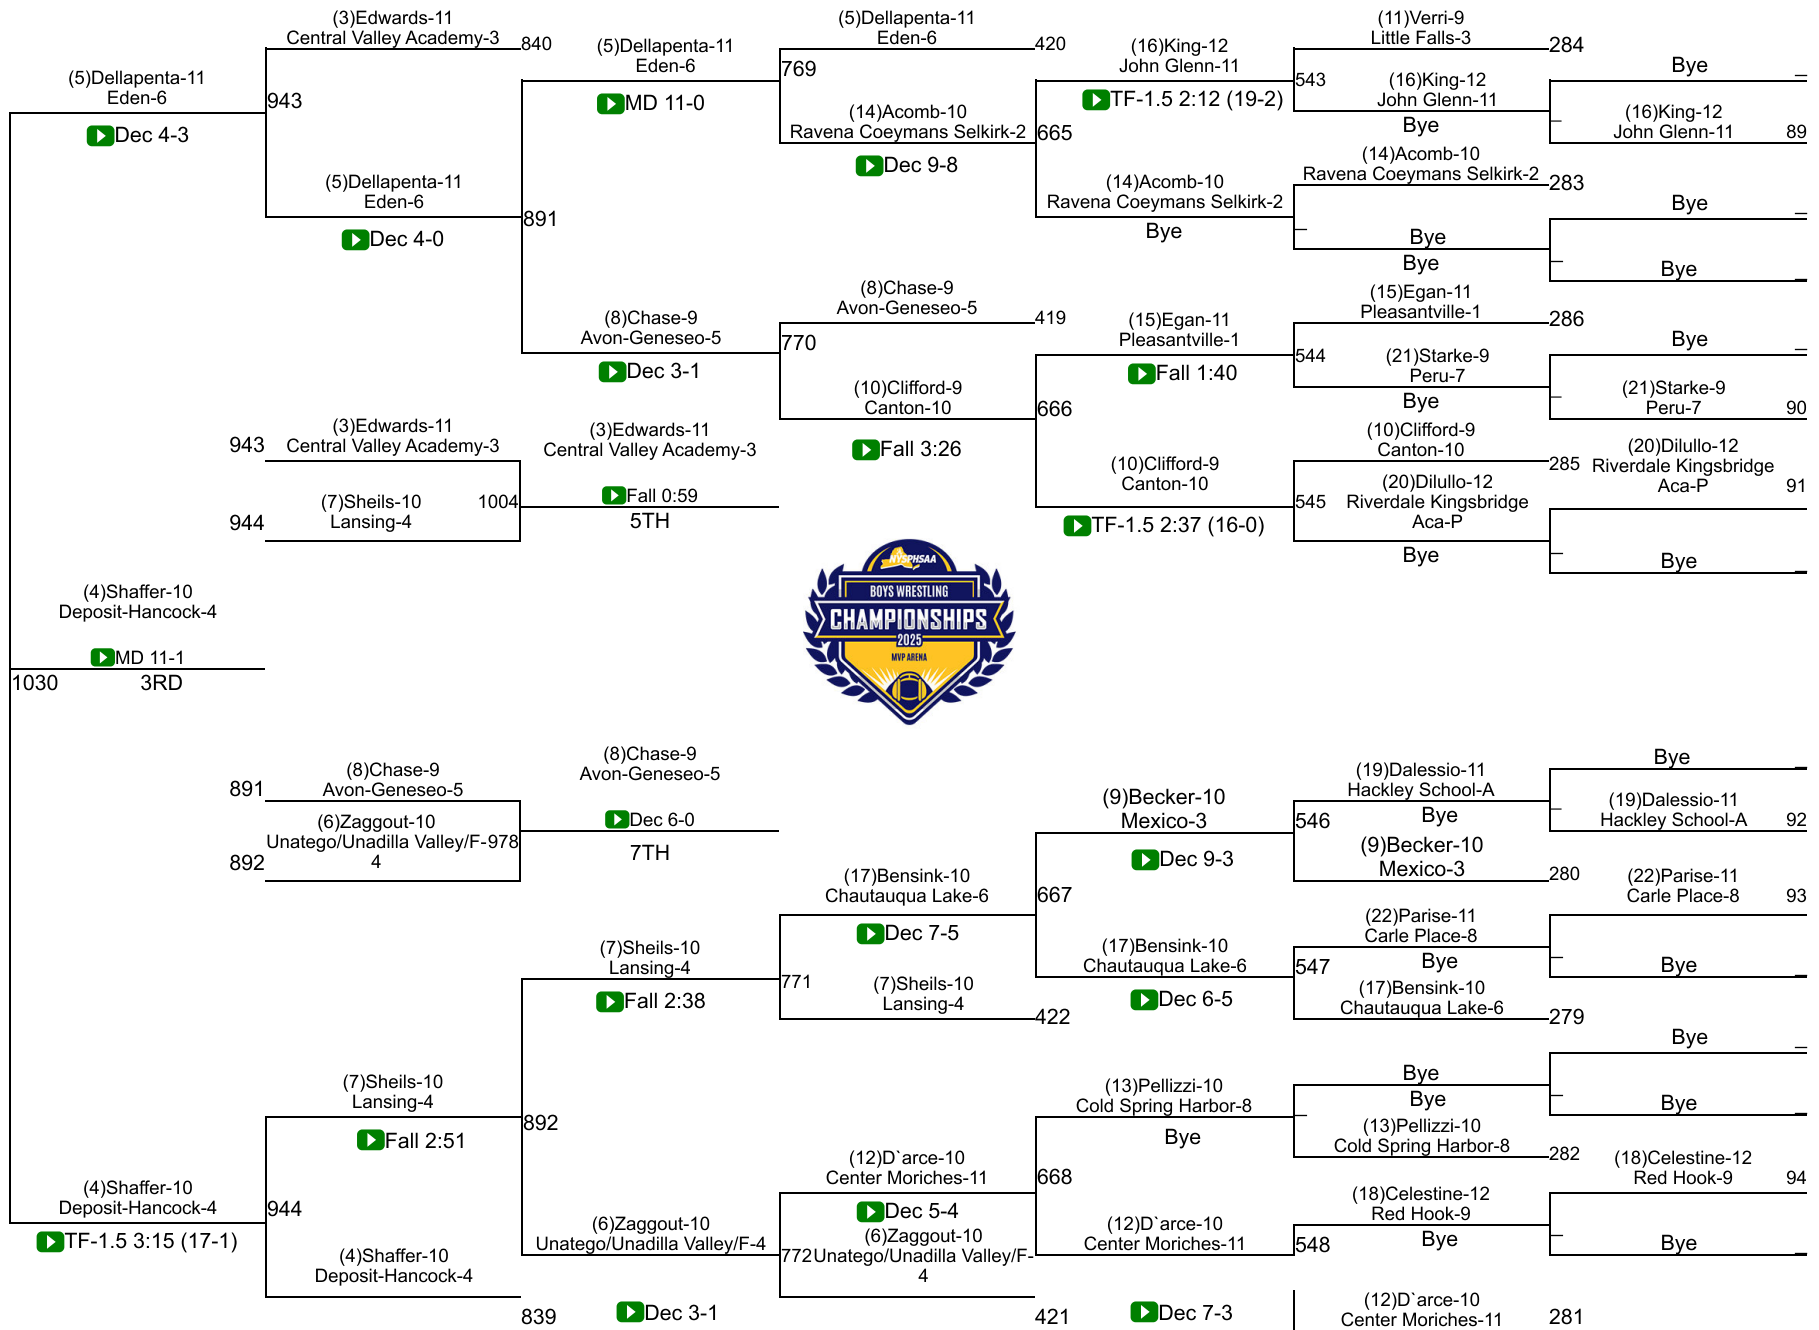 (3)Edwards-11
Central Valley Academy-3
840
(5)Dellapenta-11
Eden-6
Dec 4-3
943
(5)Dellapenta-11
Eden-6
Dec 4-0
(5)Dellapenta-11
Eden-6
MD 11-0
891
(8)Chase-9
Avon-Geneseo-5
Dec 3-1
(5)Dellapenta-11
Eden-6
420
769
(14)Acomb-10
Ravena Coeymans Selkirk-2
Dec 9-8
(8)Chase-9
Avon-Geneseo-5
419
770
(10)Clifford-9
Canton-10
Fall 3:26
(16)King-12
John Glenn-11
TF-1.5 2:12 (19-2)
665
(14)Acomb-10
Ravena Coeymans Selkirk-2
Bye
(15)Egan-11
Pleasantville-1
Fall 1:40
666
(10)Clifford-9
Canton-10
TF-1.5 2:37 (16-0)
(11)Verri-9
Little Falls-3
284
543
(16)King-12
John Glenn-11
Bye
(14)Acomb-10
Ravena Coeymans Selkirk-2
283
Bye
Bye
(15)Egan-11
Pleasantville-1
286
544
(21)Starke-9
Peru-7
Bye
(10)Clifford-9
Canton-10
285
545
(20)Dilullo-12
Riverdale Kingsbridge
Aca-P
Bye
Bye
(16)King-12
John Glenn-11
89
Bye
Bye
Bye
(21)Starke-9
Peru-7
90
(20)Dilullo-12
Riverdale Kingsbridge
Aca-P
91
Bye
943
(3)Edwards-11
Central Valley Academy-3
944
(7)Sheils-10
Lansing-4
1004
(3)Edwards-11
Central Valley Academy-3
Fall 0:59
5TH
(4)Shaffer-10
Deposit-Hancock-4
MD 11-1
1030
3RD
NYSPHSAA
BOYS WRESTLING
CHAMPIONSHIPS
2025
MVP ARENA
891
(8)Chase-9
Avon-Geneseo-5
892
(6)Zaggout-10
Unatego/Unadilla Valley/F-978
4
(8)Chase-9
Avon-Geneseo-5
Dec 6-0
7TH
(4)Shaffer-10
Deposit-Hancock-4
TF-1.5 3:15 (17-1)
(7)Sheils-10
Lansing-4
Fall 2:51
944
(4)Shaffer-10
Deposit-Hancock-4
839
(7)Sheils-10
Lansing-4
Fall 2:38
892
(6)Zaggout-10
Unatego/Unadilla Valley/F-4
Dec 3-1
(17)Bensink-10
Chautauqua Lake-6
Dec 7-5
771
(7)Sheils-10
Lansing-4
422
(12)D`arce-10
Center Moriches-11
Dec 5-4
772
(6)Zaggout-10
Unatego/Unadilla Valley/F-
4
421
(9)Becker-10
Mexico-3
Dec 9-3
667
(17)Bensink-10
Chautauqua Lake-6
Dec 6-5
(13)Pellizzi-10
Cold Spring Harbor-8
Bye
668
(12)D`arce-10
Center Moriches-11
Dec 7-3
(19)Dalessio-11
Hackley School-A
Bye
546
(9)Becker-10
Mexico-3
280
(22)Parise-11
Carle Place-8
Bye
547
(17)Bensink-10
Chautauqua Lake-6
279
Bye
Bye
(13)Pellizzi-10
Cold Spring Harbor-8
282
(18)Celestine-12
Red Hook-9
Bye
548
(12)D`arce-10
Center Moriches-11
281
Bye
(19)Dalessio-11
Hackley School-A
92
(22)Parise-11
Carle Place-8
93
Bye
Bye
Bye
(18)Celestine-12
Red Hook-9
94
Bye